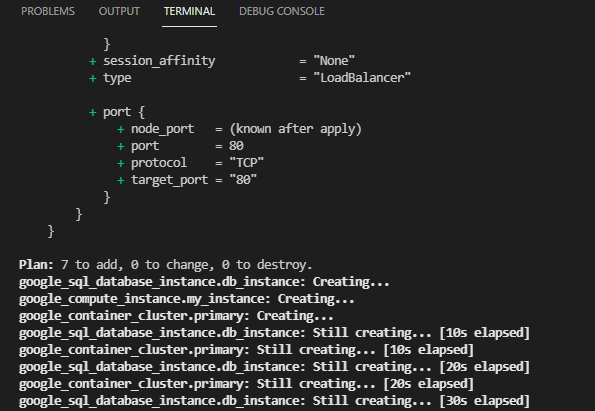 PROBLEMS OUTPUT TERMINAL DEBUG CONSOLE
}
+ session_affinity = "None"
+ type = "LoadBalancer"
+ port {
+ node_port = (known after apply)
+ port = 80
+ protocol = "TCP"
+ target_port = "80"
}
}
}
Plan: 7 to add, 0 to change, 0 to destroy.
google_sql_database_instance.db_instance: Creating...
google_compute_instance.my_instance: Creating...
google_container_cluster.primary: Creating...
google_sql_database_instance.db_instance: Still creating... [10s elapsed]
google_container_cluster.primary: Still creating... [10s elapsed]
google_sql_database_instance.db_instance: Still creating... [20s elapsed]
google_container_cluster.primary: Still creating... [20s elapsed]
google_sql_database_instance.db_instance: Still creating... [30s elapsed]